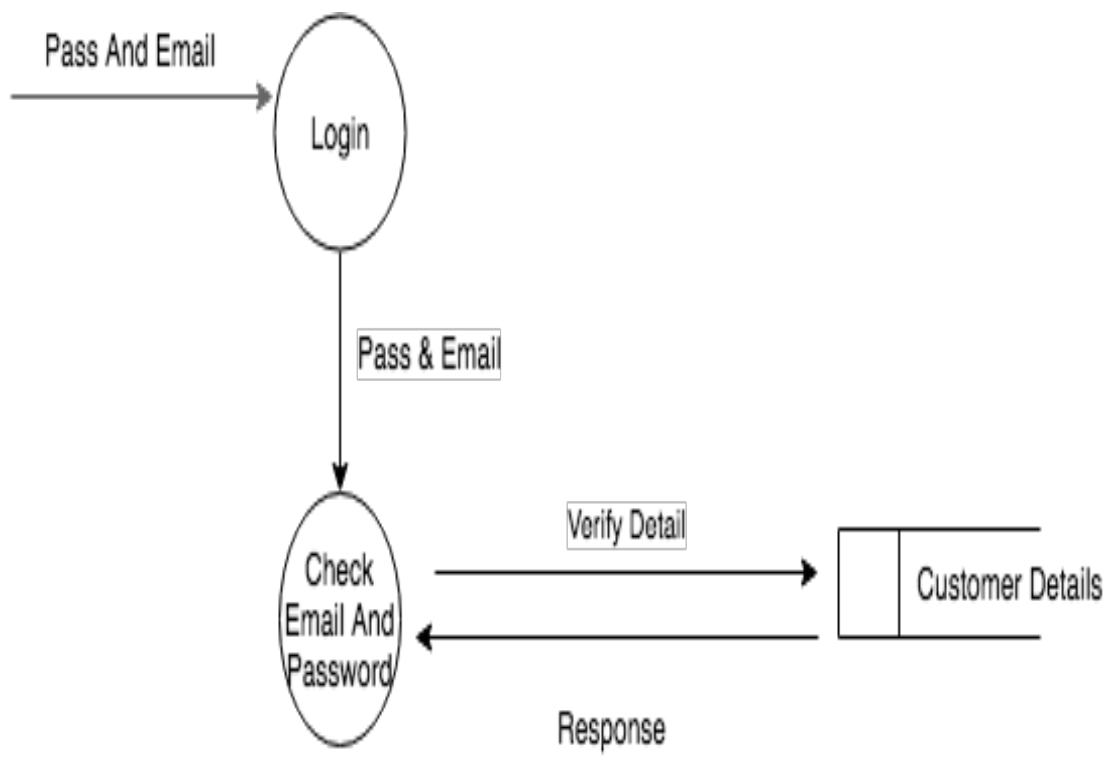 Pass And Email
Login
Pass & Email
Verify Detail
Check
Email And
Password
Customer Details
Response